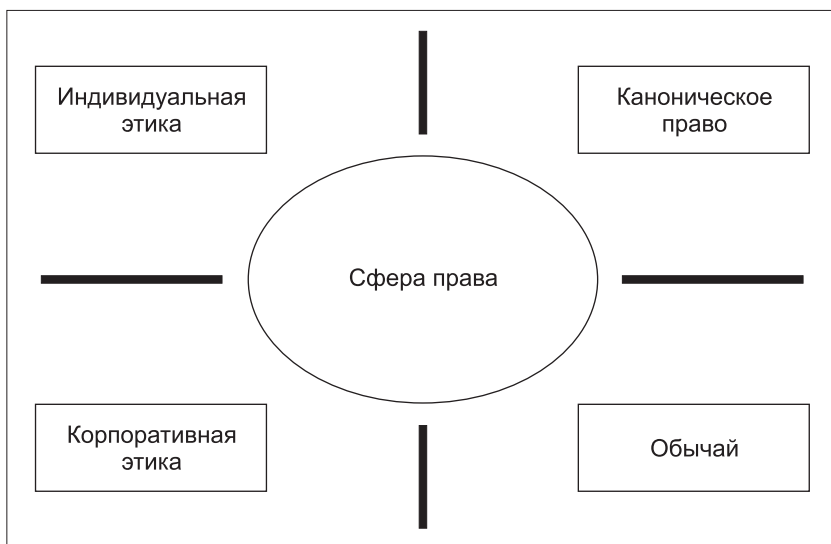 Индивидуальная
этика
Каноническое
право
Сфера права
Корпоративная
этика
Обычай